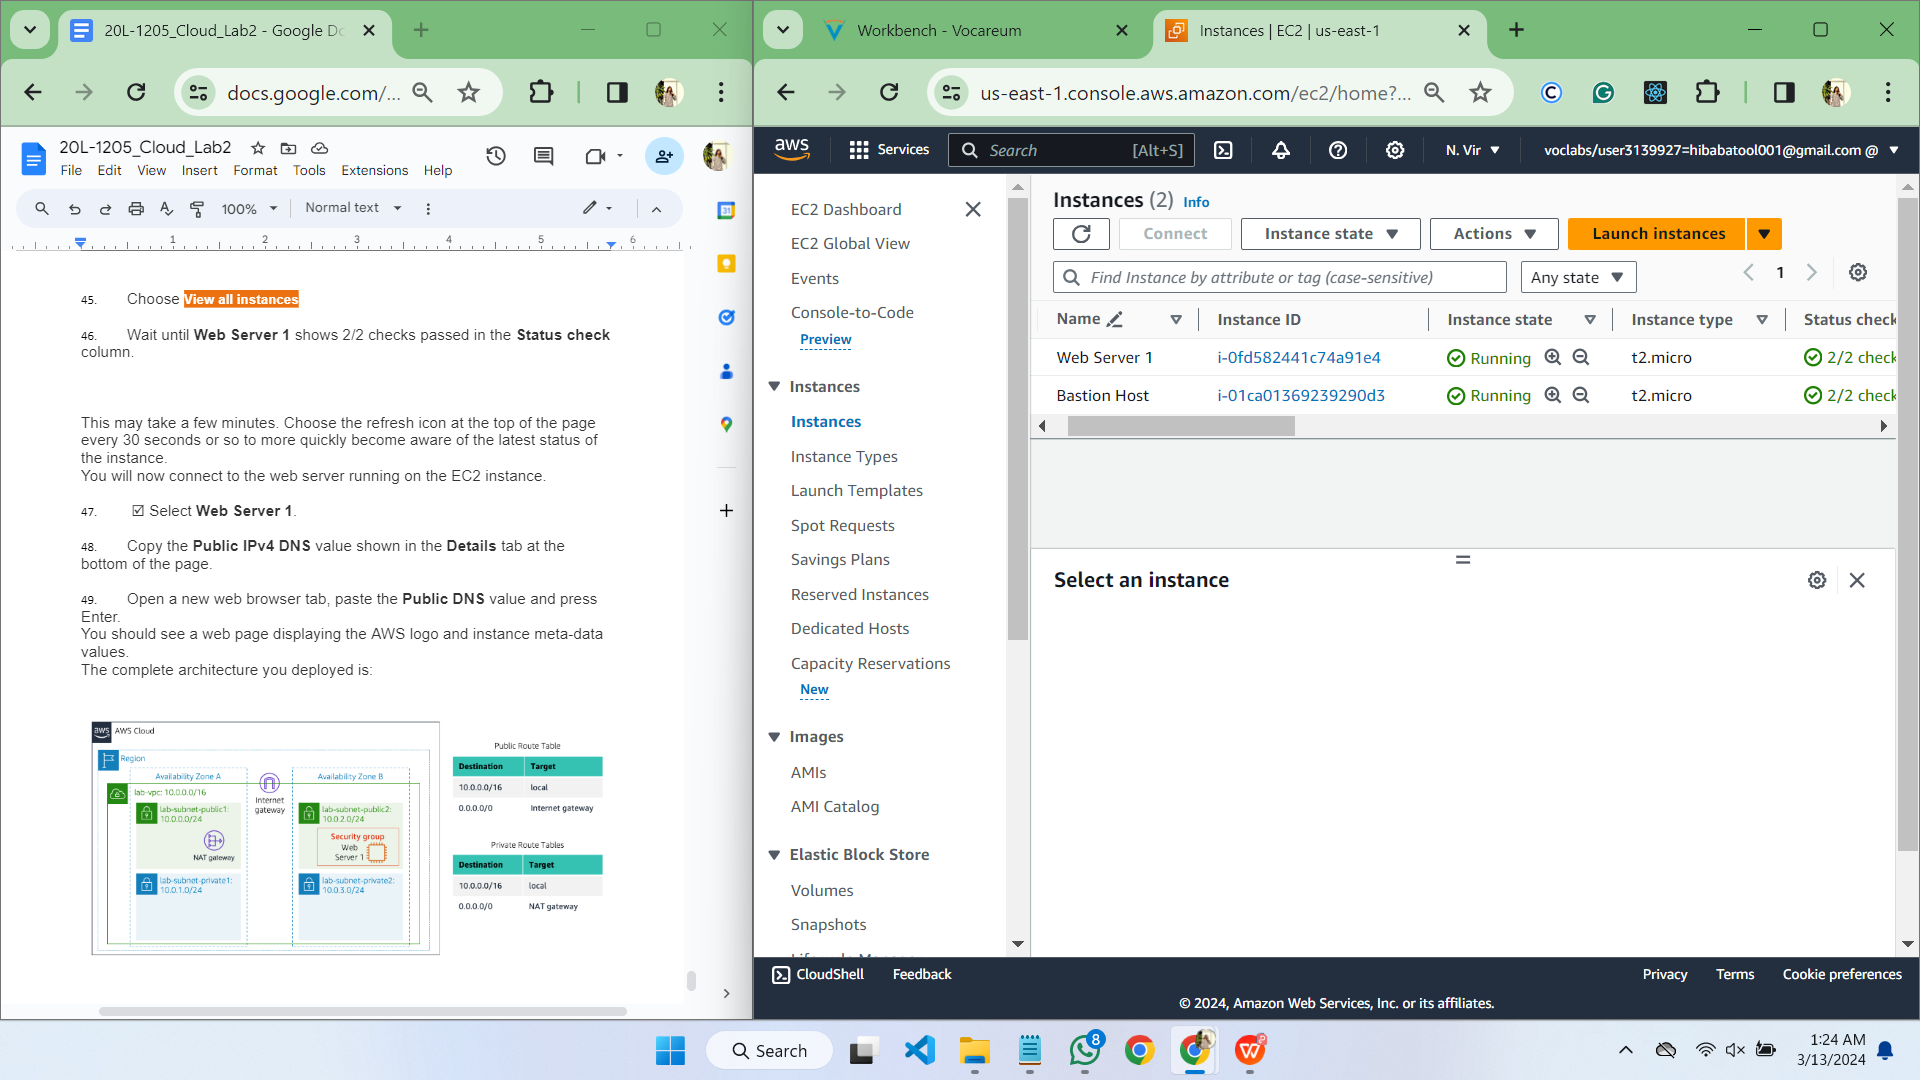 20L-1205_Cloud_Lab2 - Google Do
docs.google.com/...
20L-1205_Cloud_Lab2
File Edit View Insert Format Tools Extensions Help
100% Normal text
1 2 3 4 5 6
45. Choose View all instances
46. Wait until Web Server 1 shows 2/2 checks passed in the Status check
column.
This may take a few minutes. Choose the refresh icon at the top of the page
every 30 seconds or so to more quickly become aware of the latest status of
the instance.
You will now connect to the web server running on the EC2 instance.
47. ☑ Select Web Server 1.
48. Copy the Public IPv4 DNS value shown in the Details tab at the
bottom of the page.
49. Open a new web browser tab, paste the Public DNS value and press
Enter.
You should see a web page displaying the AWS logo and instance meta-data
values.
The complete architecture you deployed is:
aws AWS Cloud
Region
Availability Zone A
Availability Zone B
lab-vpc: 10.0.0.0/16
Internet
gateway
lab-subnet-public1:
10.0.0.0/24
NAT gateway
lab-subnet-public2:
10.0.2.0/24
Security group
Web
Server 1
lab-subnet-private1:
10.0.1.0/24
lab-subnet-private2:
10.0.3.0/24
Public Route Table
Destination Target
10.0.0.0/16 local
0.0.0.0/0 Internet gateway
Private Route Tables
Destination Target
10.0.0.0/16 local
0.0.0.0/0 NAT gateway
Workbench - Vocareum
Instances | EC2 | us-east-1
us-east-1.console.aws.amazon.com/ec2/home?...
aws Services Search [Alt+S] N. Vir voclabs/user3139927=hibabatool001@gmail.com @
EC2 Dashboard
EC2 Global View
Events
Console-to-Code
Preview
Instances
Instances
Instance Types
Launch Templates
Spot Requests
Savings Plans
Reserved Instances
Dedicated Hosts
Capacity Reservations
New
Images
AMIs
AMI Catalog
Elastic Block Store
Volumes
Snapshots
Instances (2) Info
Connect Instance state Actions Launch instances
Find Instance by attribute or tag (case-sensitive) Any state 1
Name Instance ID Instance state Instance type Status check
Web Server 1 i-0fd582441c74a91e4 Running t2.micro 2/2 check
Bastion Host i-01ca01369239290d3 Running t2.micro 2/2 check
Select an instance
CloudShell Feedback Privacy Terms Cookie preferences
© 2024, Amazon Web Services, Inc. or its affiliates.
Search
8
1:24 AM
3/13/2024